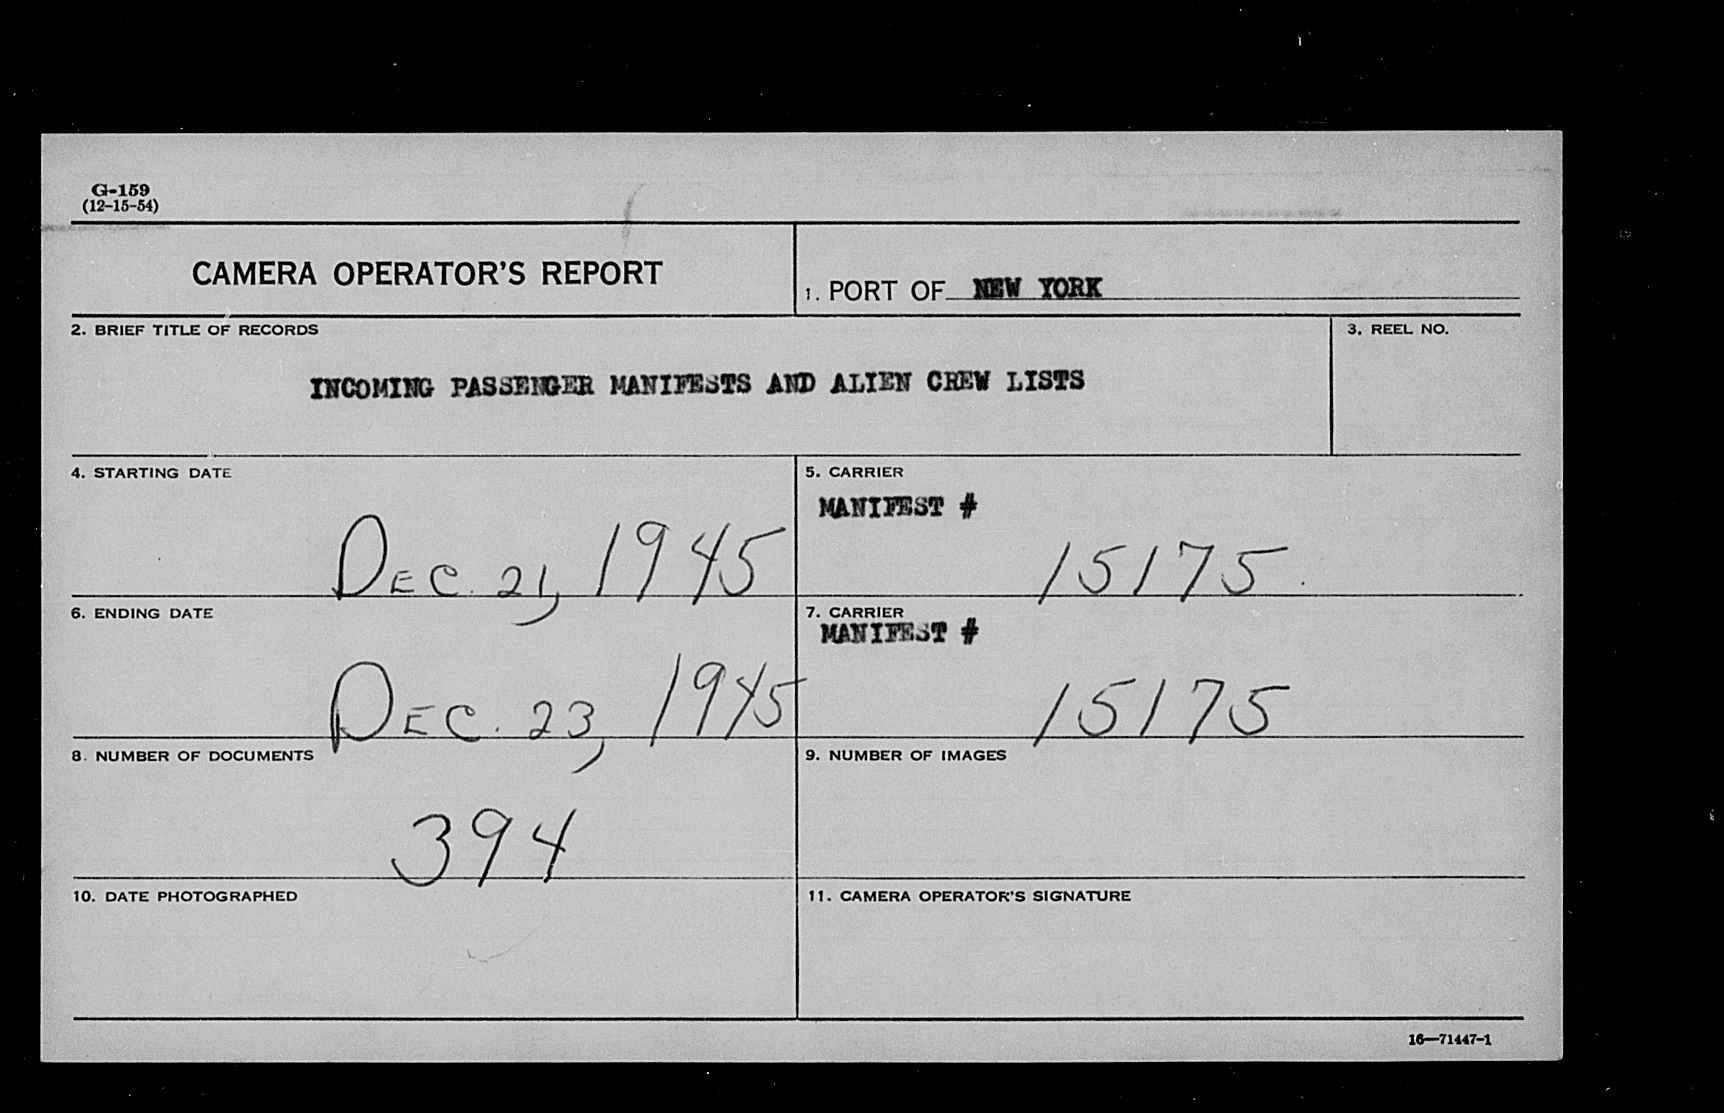 G-159
(12-15-54)
CAMERA OPERATOR'S REPORT
1. PORT OF NEW YORK
2. BRIEF TITLE OF RECORDS
3. REEL NO.
INCOMING PASSENGER MANIFESTS AND ALIEN CREW LISTS
4. STARTING DATE
DEC. 21, 1945
5. CARRIER
MANIFEST #
15175.
6. ENDING DATE
DEC. 23, 1945
7. CARRIER
MANIFEST #
15175
8. NUMBER OF DOCUMENTS
394
9. NUMBER OF IMAGES
10. DATE PHOTOGRAPHED
11. CAMERA OPERATOR'S SIGNATURE
16—71447-1